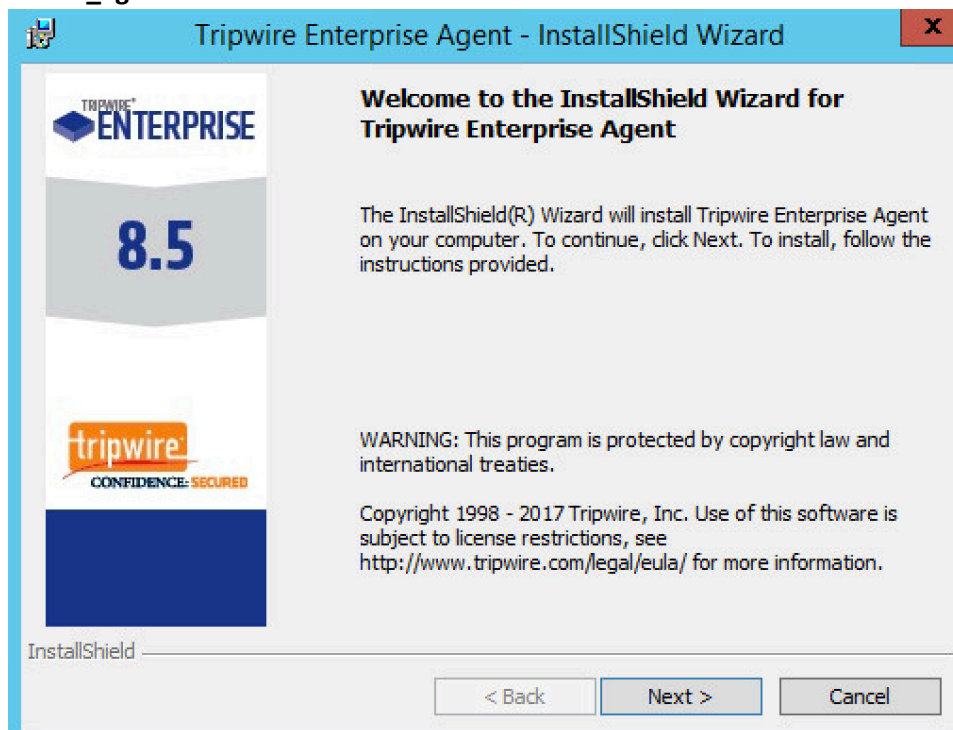 Tripwire Enterprise Agent - InstallShield Wizard
X
TRIPWIRE®
ENTERPRISE
8.5
tripwire
CONFIDENCE: SECURED
Welcome to the InstallShield Wizard for
Tripwire Enterprise Agent
The InstallShield(R) Wizard will install Tripwire Enterprise Agent
on your computer. To continue, click Next. To install, follow the
instructions provided.
WARNING: This program is protected by copyright law and
international treaties.
Copyright 1998 - 2017 Tripwire, Inc. Use of this software is
subject to license restrictions, see
http://www.tripwire.com/legal/eula/ for more information.
InstallShield
< Back
Next >
Cancel